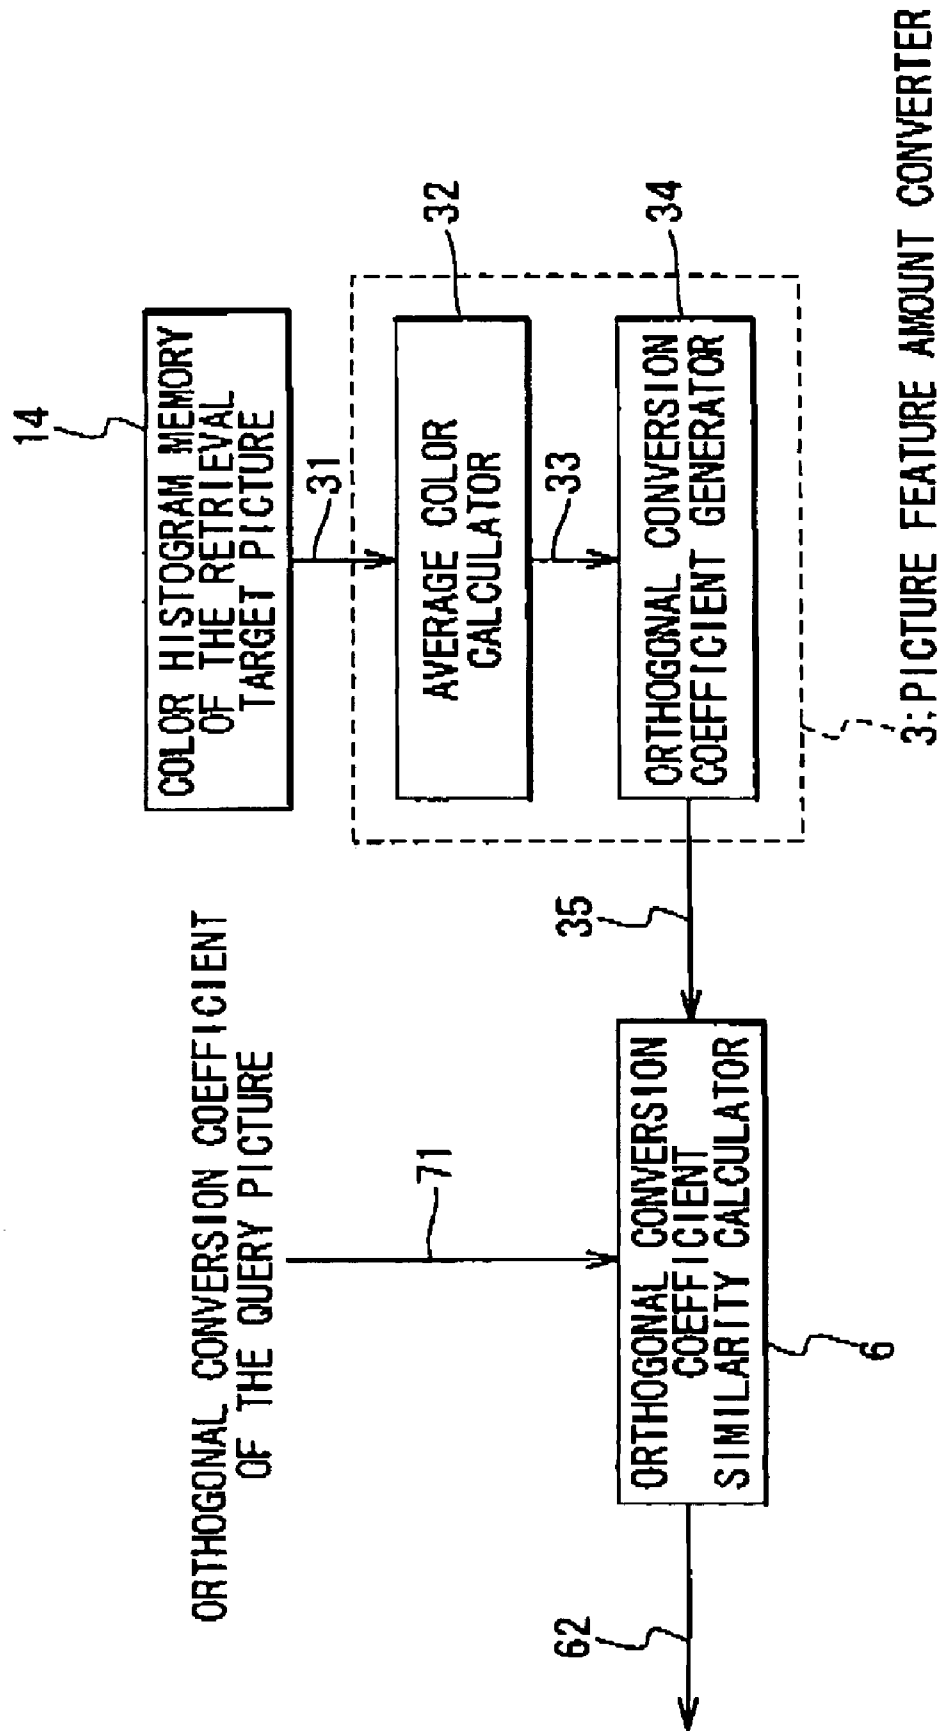 14
COLOR HISTOGRAM MEMORY
OF THE RETRIEVAL
TARGET PICTURE
31
32
AVERAGE COLOR
CALCULATOR
33
34
ORTHOGONAL CONVERSION
COEFFICIENT GENERATOR
3:PICTURE FEATURE AMOUNT CONVERTER
35
ORTHOGONAL CONVERSION COEFFICIENT
OF THE QUERY PICTURE
71
ORTHOGONAL CONVERSION
COEFFICIENT
SIMILARITY CALCULATOR
6
62